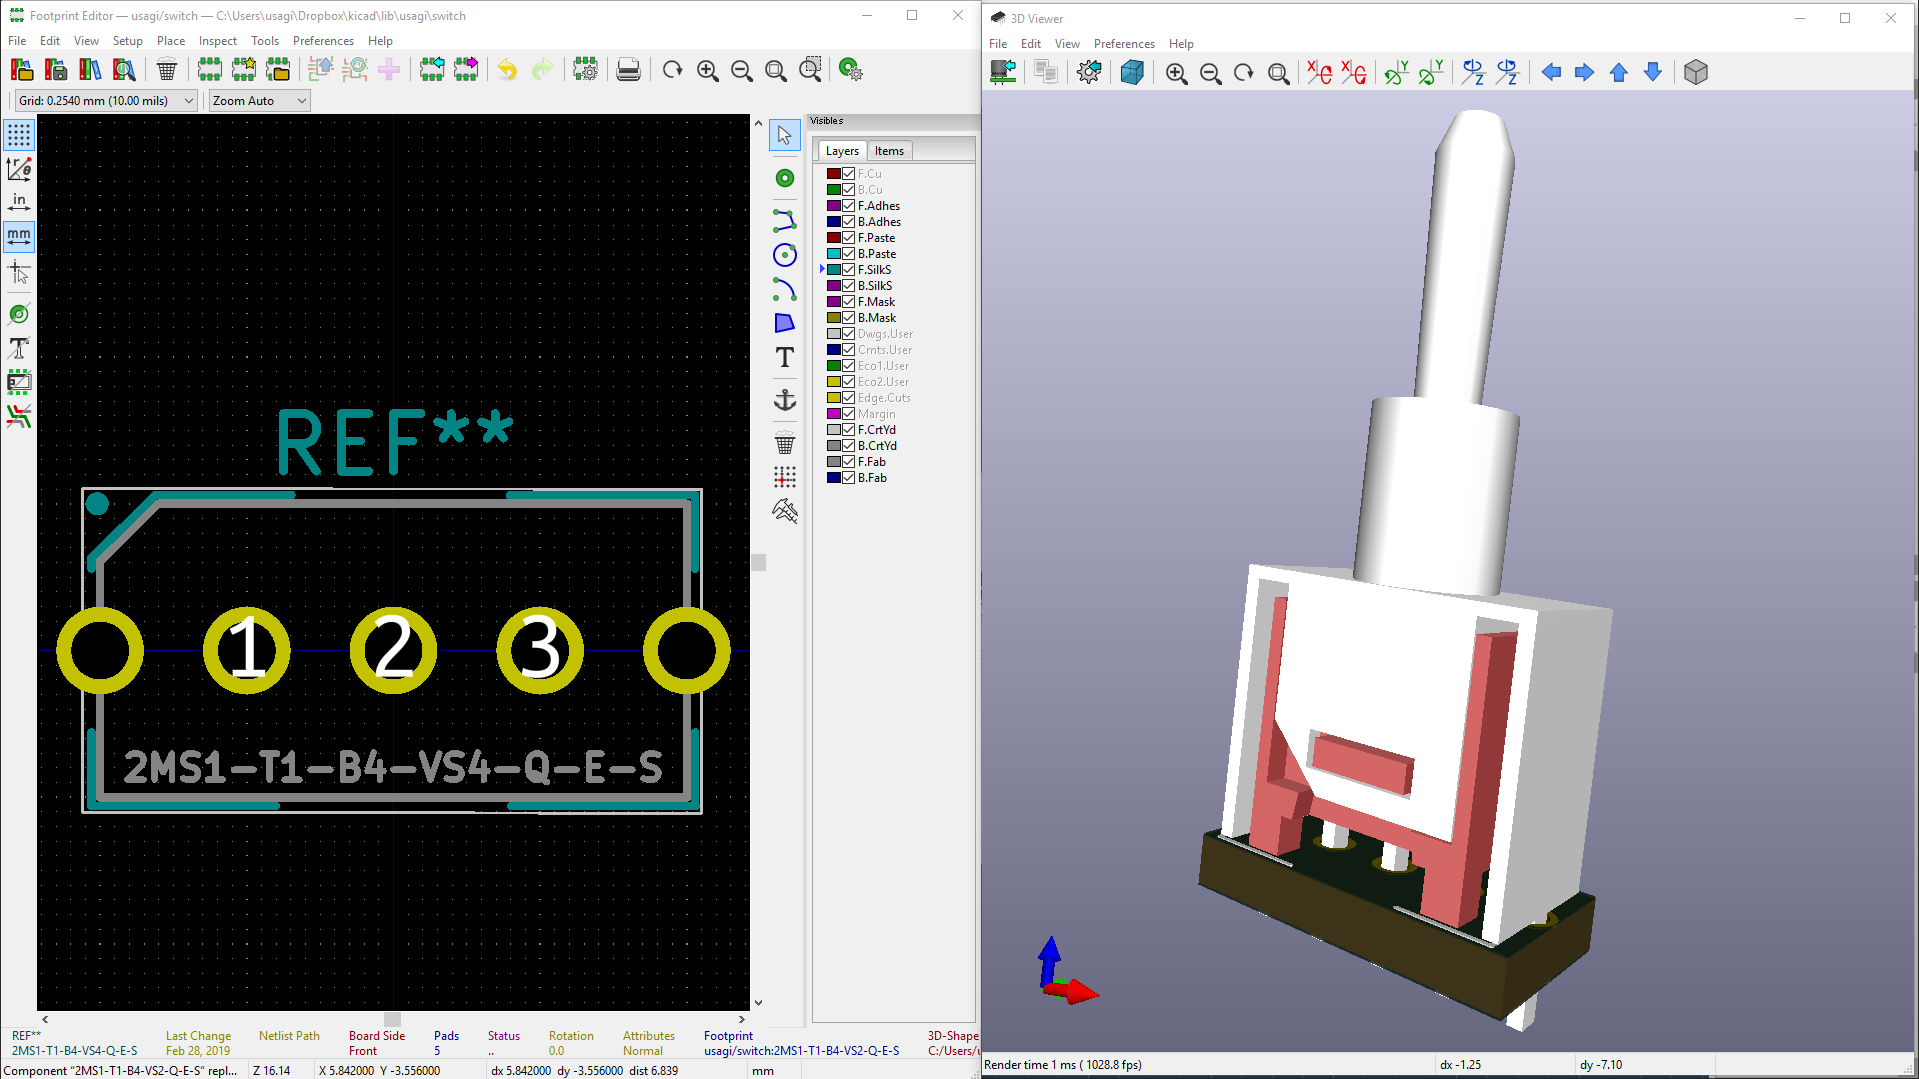 Footprint Editor — usagi/switch — C:\Users\usagi\Dropbox\kicad\lib\usagi\switch
File Edit View Setup Place Inspect Tools Preferences Help
Grid: 0.2540 mm (10.00 mils) Zoom Auto
in
mm
REF**
1 2 3
2MS1-T1-B4-VS4-Q-E-S
T
Visibles
Layers Items
F.Cu
B.Cu
F.Adhes
B.Adhes
F.Paste
B.Paste
F.SilkS
B.SilkS
F.Mask
B.Mask
Dwgs.User
Cmts.User
Eco1.User
Eco2.User
Edge.Cuts
Margin
F.CrtYd
B.CrtYd
F.Fab
B.Fab
REF** Last Change Netlist Path Board Side Pads Status Rotation Attributes Footprint 3D-Shape
2MS1-T1-B4-VS4-Q-E-S Feb 28, 2019 Front 5 .. 0.0 Normal usagi/switch:2MS1-T1-B4-VS2-Q-E-S C:/Users/u
Component "2MS1-T1-B4-VS2-Q-E-S" repl... Z 16.14 X 5.842000 Y -3.556000 dx 5.842000 dy -3.556000 dist 6.839 mm
3D Viewer
File Edit View Preferences Help
Render time 1 ms ( 1028.8 fps) dx -1.25 dy -7.10